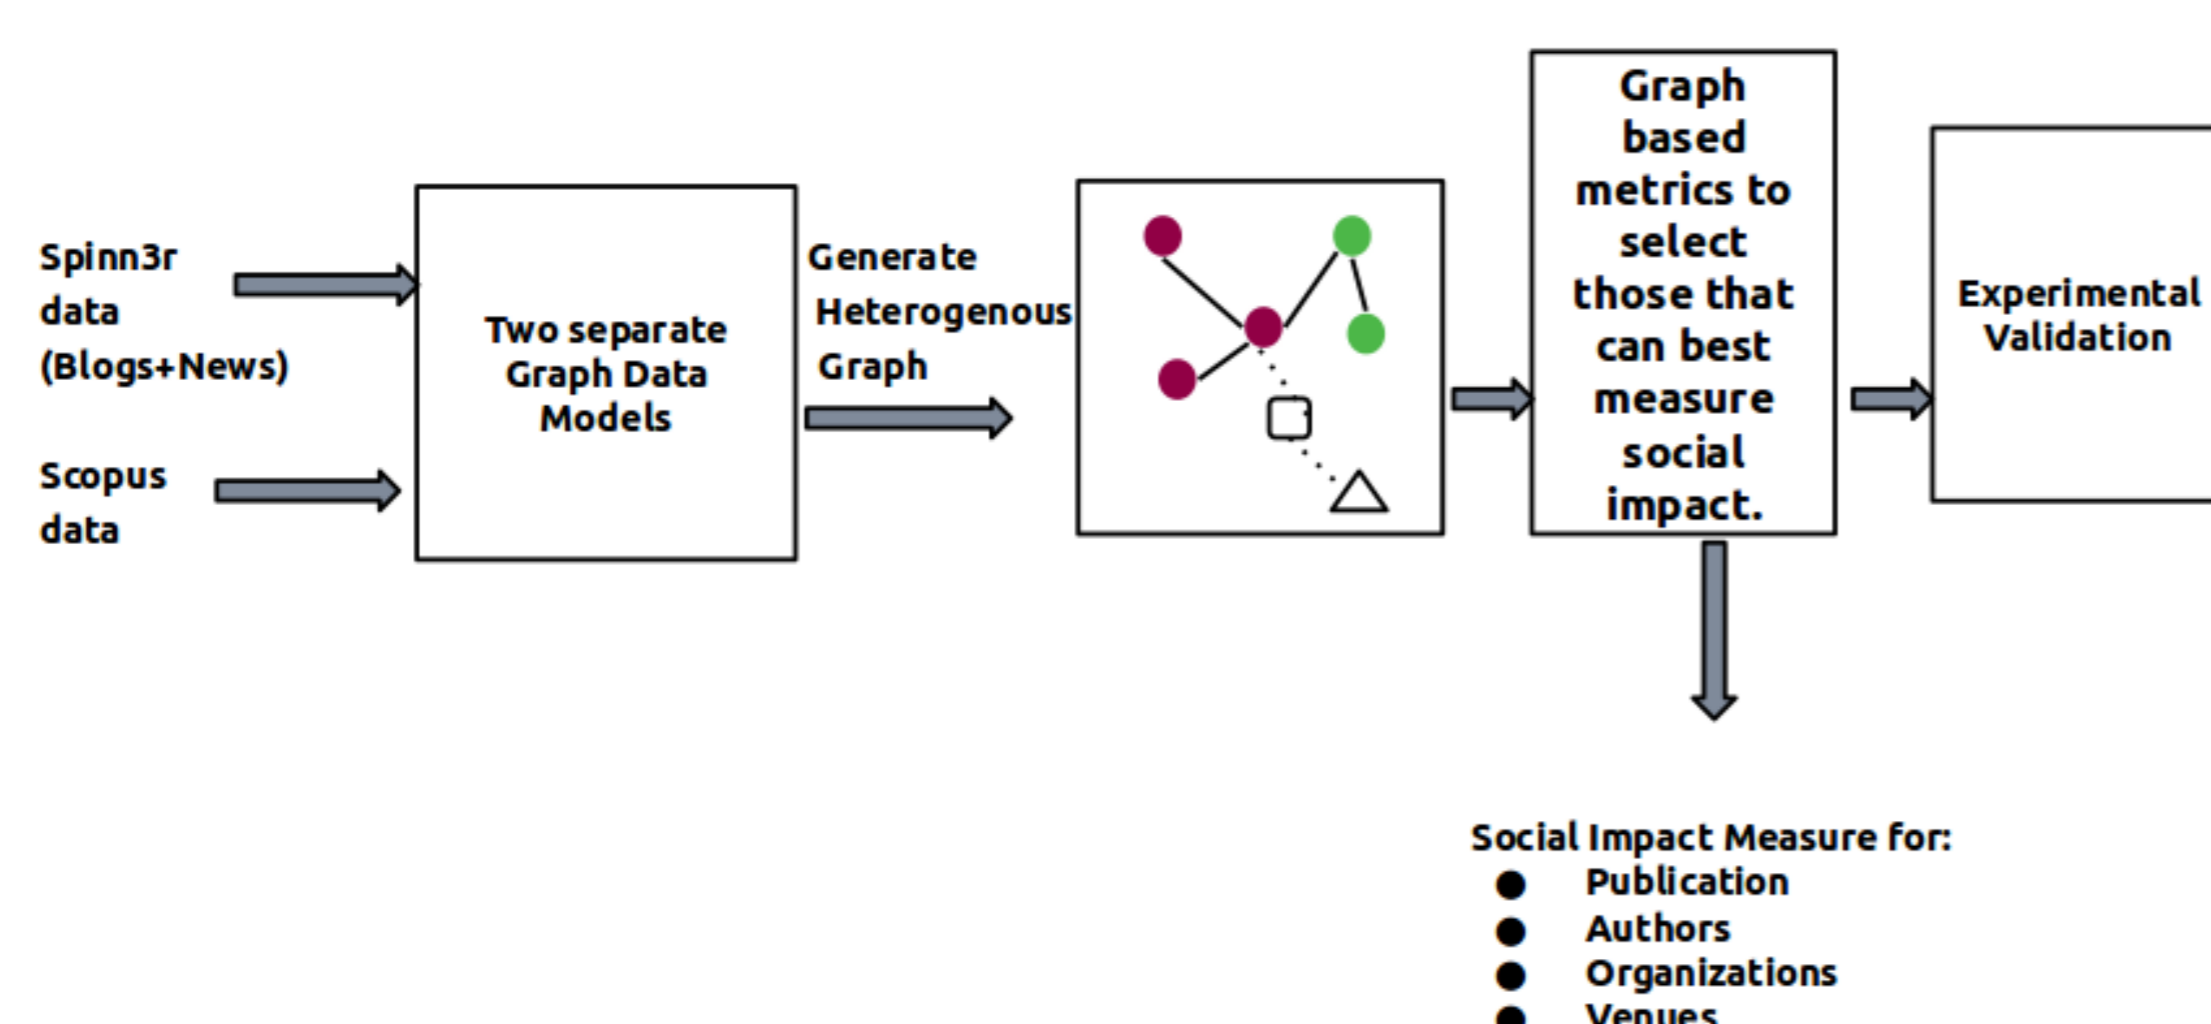 Spinn3r
data
(Blogs+News)
Scopus
data
Two separate
Graph Data
Models
Generate
Heterogenous
Graph
Graph
based
metrics to
select
those that
can best
measure
social
impact.
Experimental
Validation
Social Impact Measure for:
● Publication
● Authors
● Organizations
● Venues